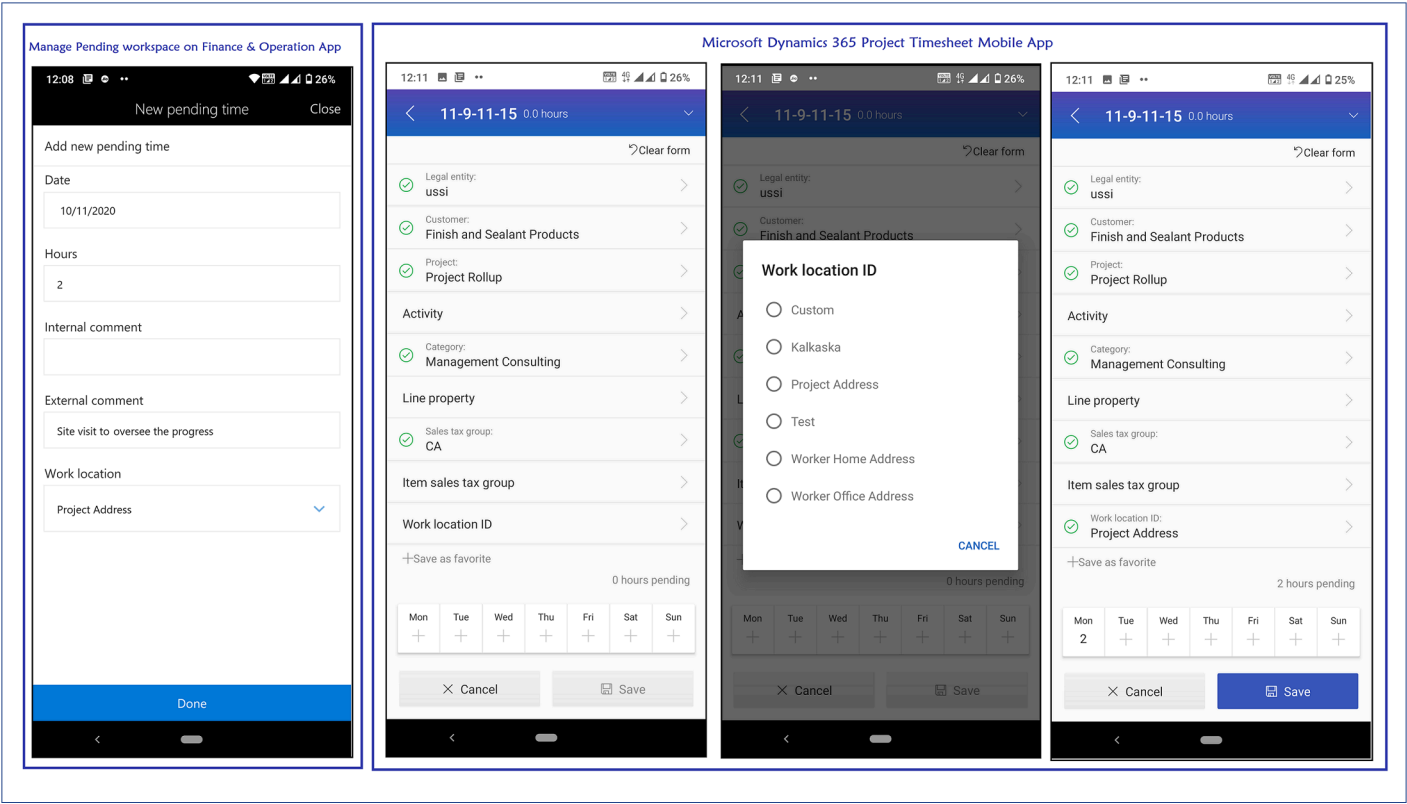 Manage Pending workspace on Finance & Operation App
12:08
26%
New pending time
Close
Add new pending time
Date
10/11/2020
Hours
2
Internal comment
External comment
Site visit to oversee the progress
Work location
Project Address
Done
Microsoft Dynamics 365 Project Timesheet Mobile App
12:11
4G
26%
11-9-11-15 0.0 hours
Clear form
Legal entity:
ussi
Customer:
Finish and Sealant Products
Project:
Project Rollup
Activity
Category:
Management Consulting
Line property
Sales tax group:
CA
Item sales tax group
Work location ID
+Save as favorite
0 hours pending
Mon Tue Wed Thu Fri Sat Sun
+ + + + + + +
Cancel
Save
12:11
4G
26%
11-9-11-15 0.0 hours
Clear form
Legal entity:
ussi
Customer:
Finish and Sealant Products
Work location ID
Custom
Kalkaska
Project Address
Test
Worker Home Address
Worker Office Address
CANCEL
0 hours pending
Mon Tue Wed Thu Fri Sat Sun
+ + + + + + +
Cancel
Save
12:11
4G
25%
11-9-11-15 0.0 hours
Clear form
Legal entity:
ussi
Customer:
Finish and Sealant Products
Project:
Project Rollup
Activity
Category:
Management Consulting
Line property
Sales tax group:
CA
Item sales tax group
Work location ID:
Project Address
+Save as favorite
2 hours pending
Mon Tue Wed Thu Fri Sat Sun
2 + + + + + +
Cancel
Save